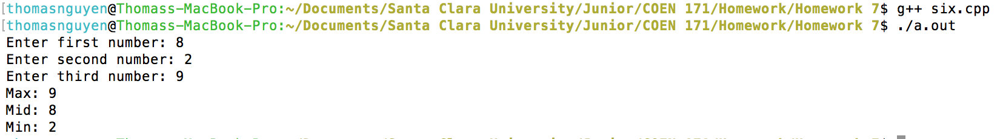 [thomasnguyen@Thomass-MacBook-Pro:~/Documents/Santa Clara University/Junior/COEN 171/Homework/Homework 7$ g++ six.cpp
[thomasnguyen@Thomass-MacBook-Pro:~/Documents/Santa Clara University/Junior/COEN 171/Homework/Homework 7$ ./a.out
Enter first number: 8
Enter second number: 2
Enter third number: 9
Max: 9
Mid: 8
Min: 2